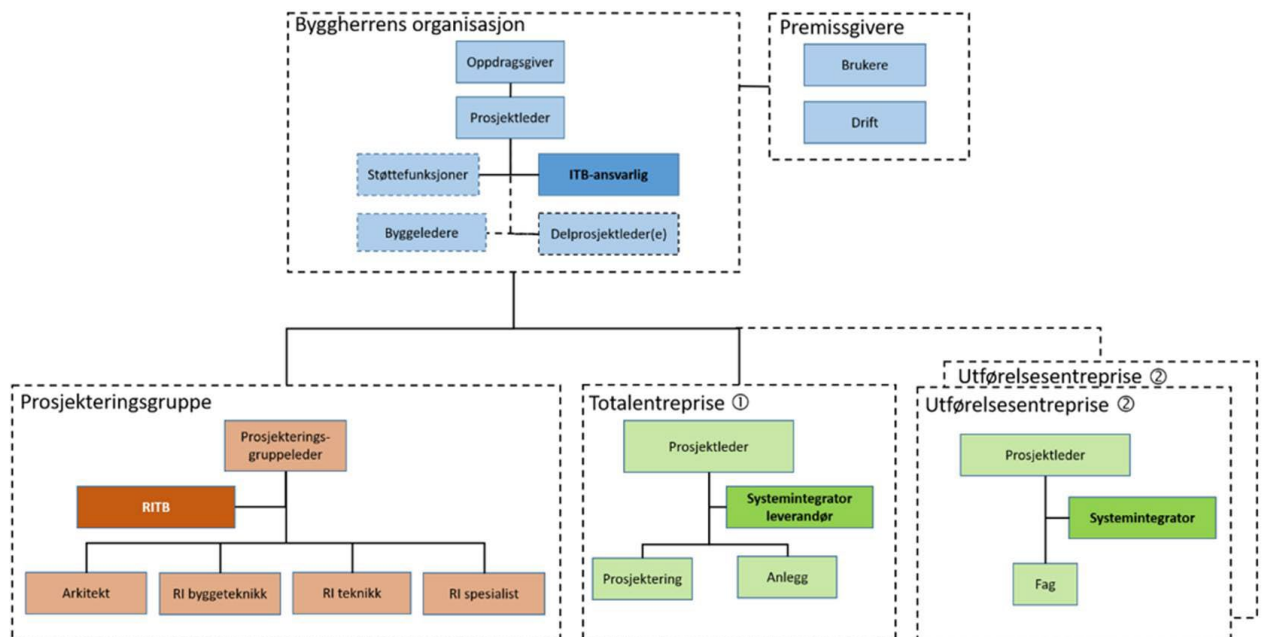 Byggherrens organisasjon
Oppdragsgiver
Prosjektleder
Støttefunksjoner
ITB-ansvarlig
Byggeledere
Delprosjektleder(e)
Premissgivere
Brukere
Drift
Prosjekteringsgruppe
Prosjekterings-
gruppeleder
RITB
Arkitekt
RI byggeteknikk
RI teknikk
RI spesialist
Totalentreprise ①
Prosjektleder
Systemintegrator
leverandør
Prosjektering
Anlegg
Utførelsesentreprise ②
Utførelsesentreprise ②
Prosjektleder
Systemintegrator
Fag